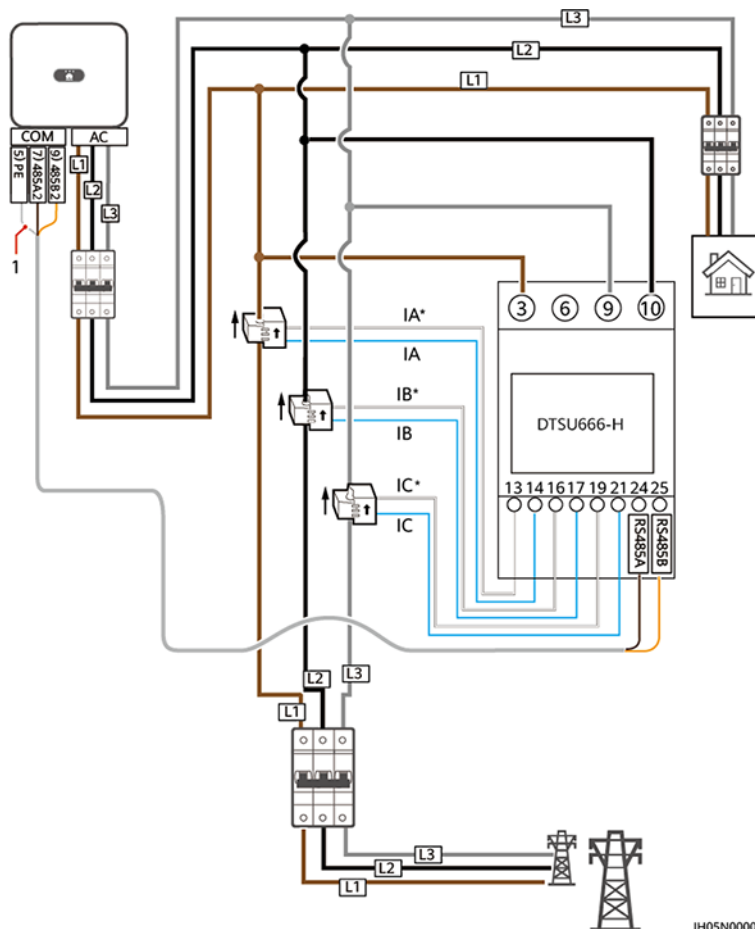 L3
L2
L1
COM
AC
5) PE
7) 485A2
9) 485B2
L1
L2
L3
1
3
6
9
10
IA*
IA
IB*
IB
DTSU666-H
IC*
IC
13 14 16 17 19 21 24 25
RS485A
RS485B
L2
L3
L1
L3
L2
L1
JH05N0000